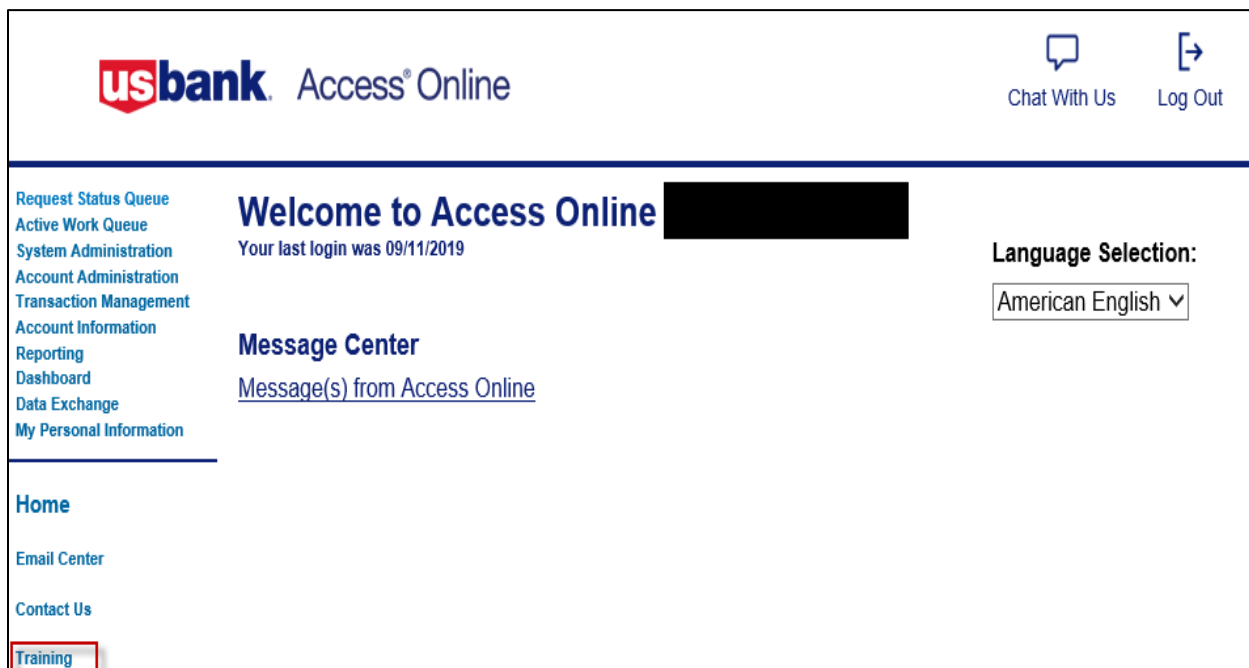 usbank. Access® Online
Chat With Us
Log Out
Request Status Queue
Active Work Queue
System Administration
Account Administration
Transaction Management
Account Information
Reporting
Dashboard
Data Exchange
My Personal Information
Home
Email Center
Contact Us
Training
Welcome to Access Online
Your last login was 09/11/2019
Message Center
Message(s) from Access Online
Language Selection:
American English